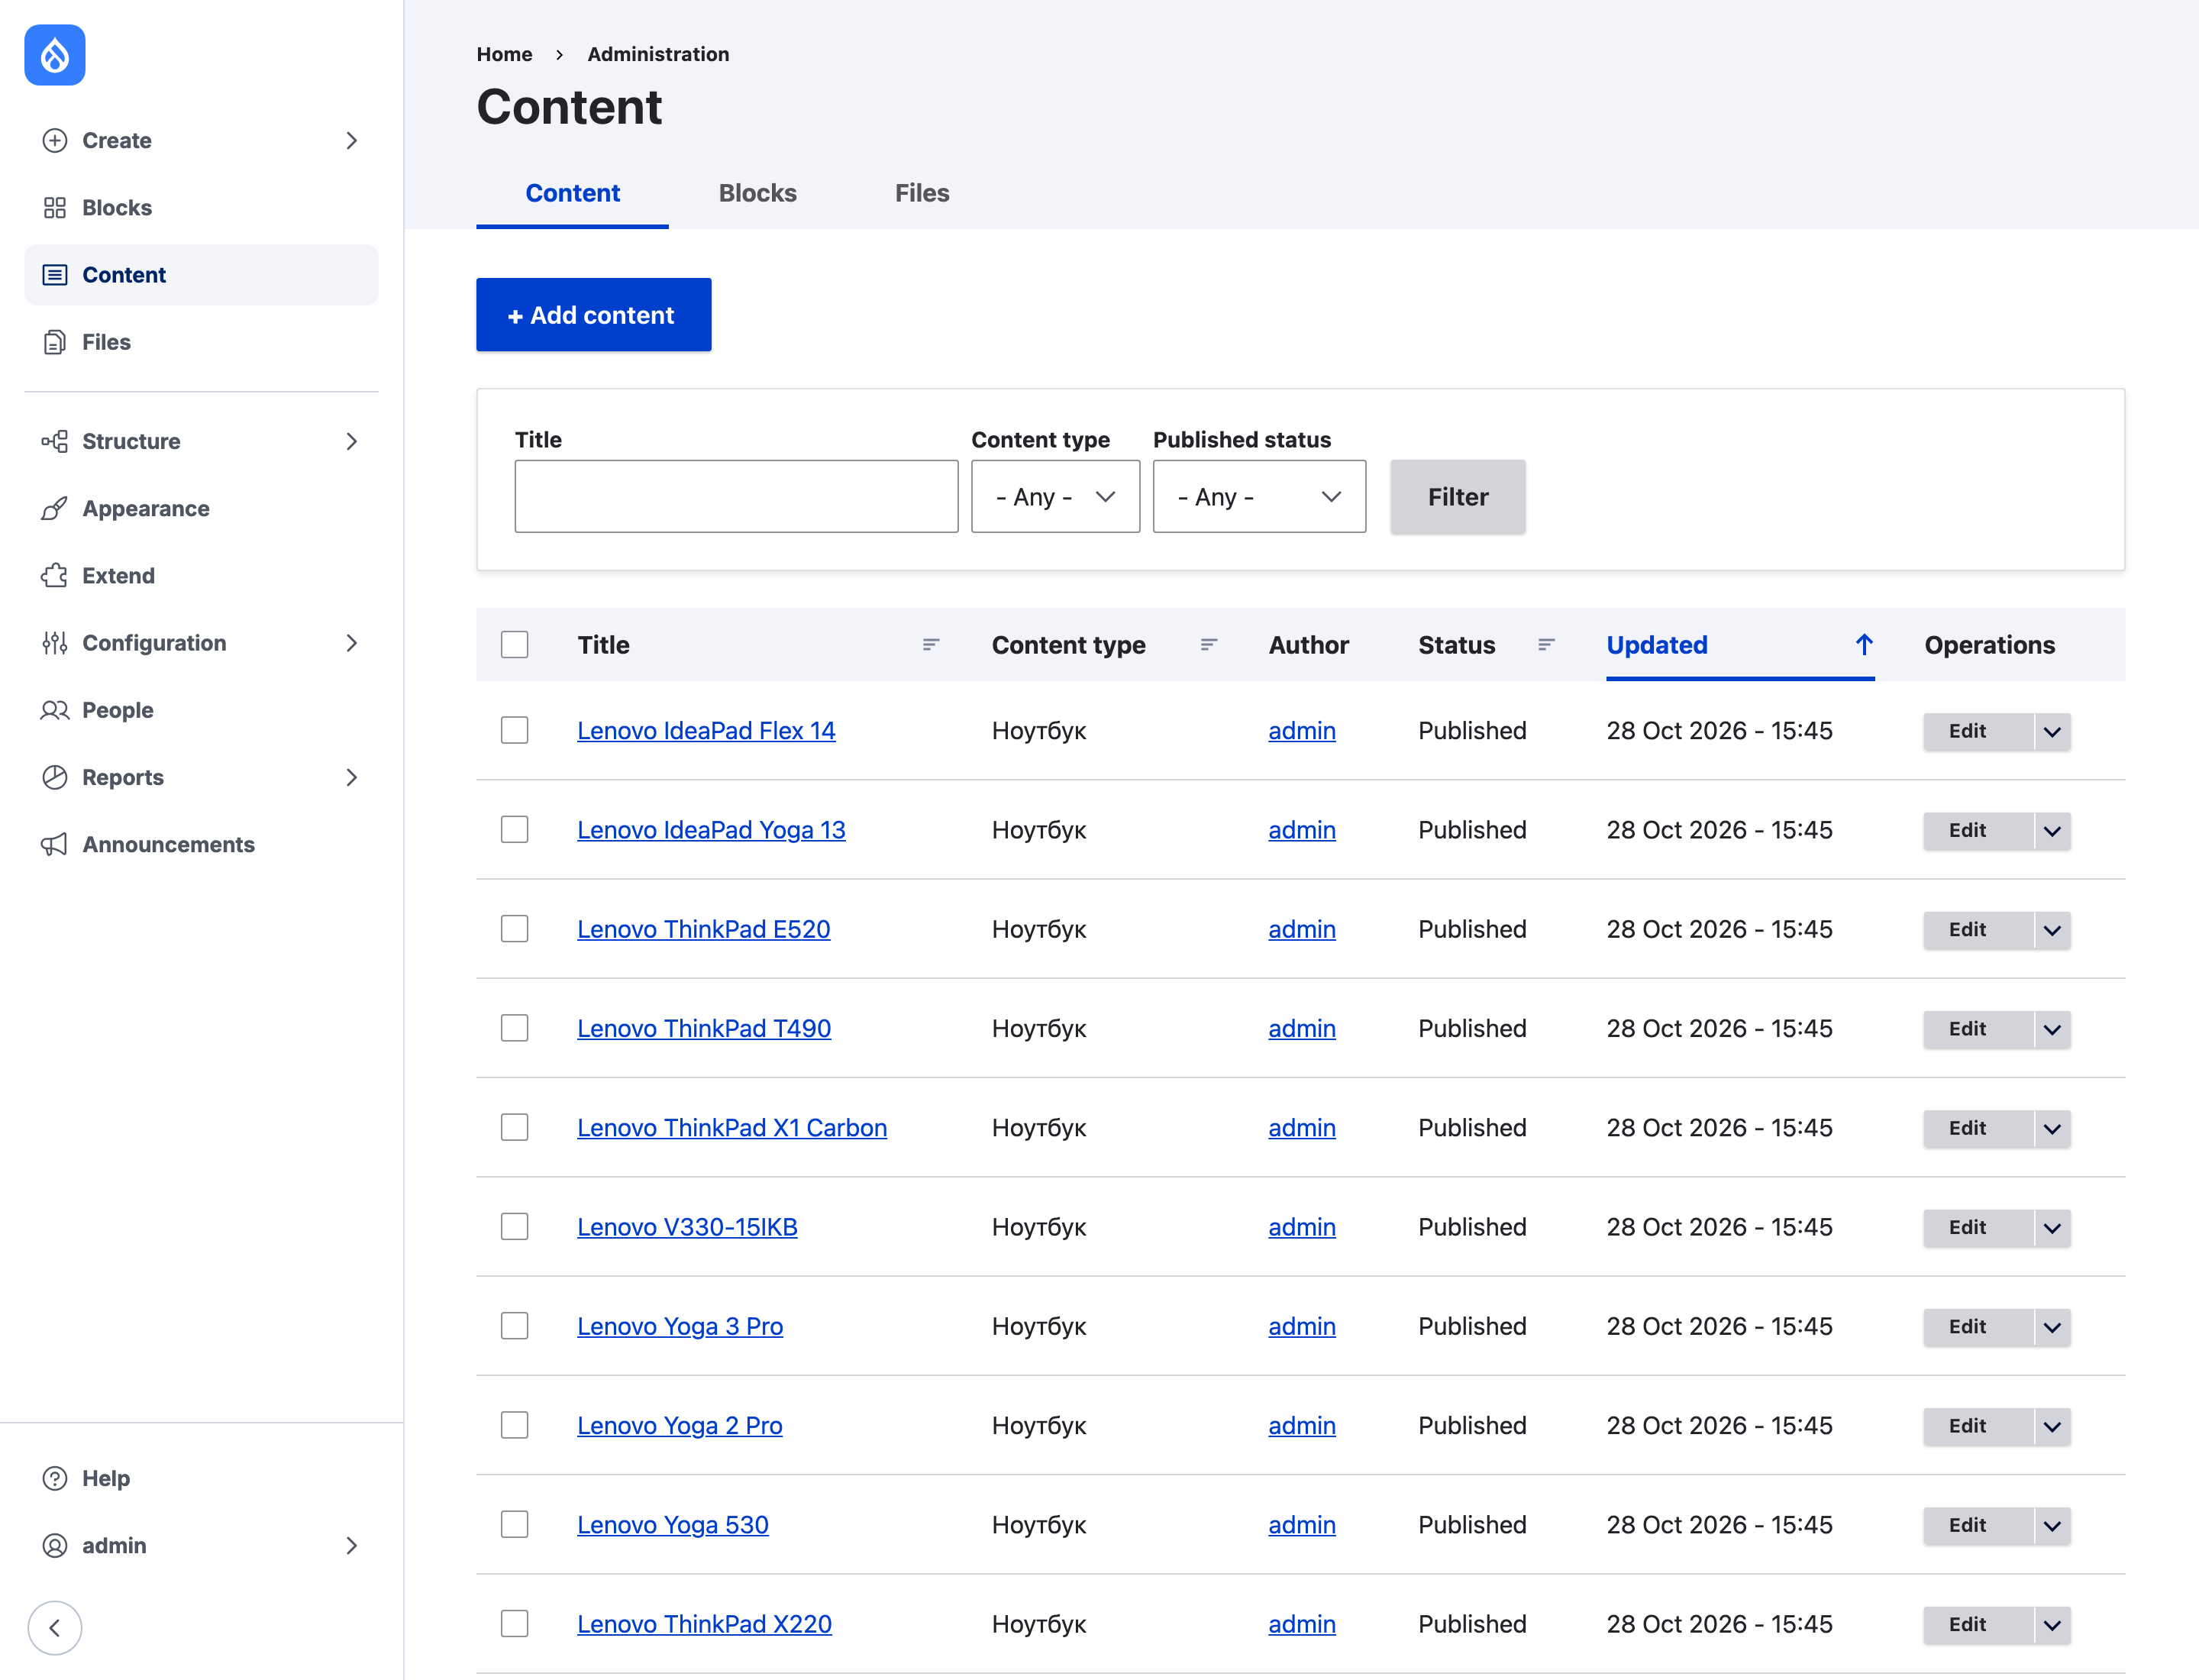 Create
Blocks
Content
Files
Structure
Appearance
Extend
Configuration
People
Reports
Announcements
Help
admin
Home > Administration
Content
Content Blocks Files
+ Add content
Title Content type Published status
- Any - - Any - Filter
Title Content type Author Status Updated Operations
Lenovo IdeaPad Flex 14 Ноутбук admin Published 28 Oct 2026 - 15:45 Edit
Lenovo IdeaPad Yoga 13 Ноутбук admin Published 28 Oct 2026 - 15:45 Edit
Lenovo ThinkPad E520 Ноутбук admin Published 28 Oct 2026 - 15:45 Edit
Lenovo ThinkPad T490 Ноутбук admin Published 28 Oct 2026 - 15:45 Edit
Lenovo ThinkPad X1 Carbon Ноутбук admin Published 28 Oct 2026 - 15:45 Edit
Lenovo V330-15IKB Ноутбук admin Published 28 Oct 2026 - 15:45 Edit
Lenovo Yoga 3 Pro Ноутбук admin Published 28 Oct 2026 - 15:45 Edit
Lenovo Yoga 2 Pro Ноутбук admin Published 28 Oct 2026 - 15:45 Edit
Lenovo Yoga 530 Ноутбук admin Published 28 Oct 2026 - 15:45 Edit
Lenovo ThinkPad X220 Ноутбук admin Published 28 Oct 2026 - 15:45 Edit